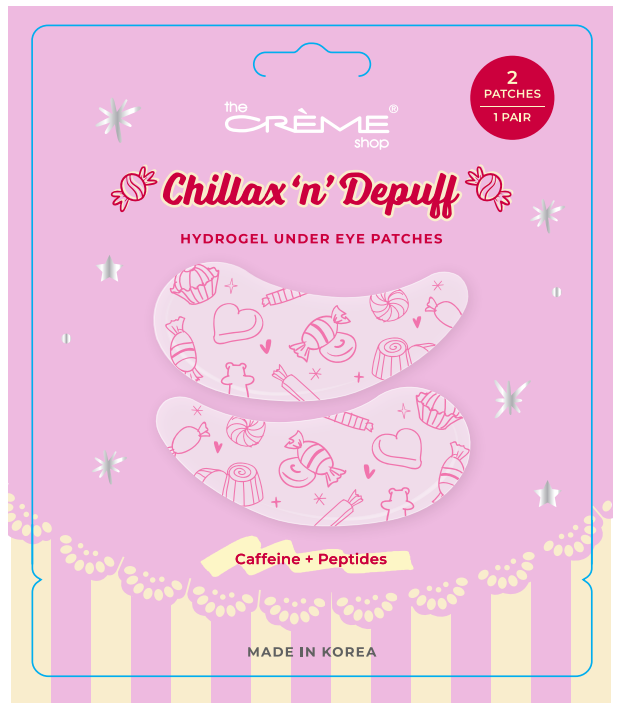 2
PATCHES
1 PAIR
the
CRÈME®
shop
Chillax 'n' Depuff
HYDROGEL UNDER EYE PATCHES
Caffeine + Peptides
MADE IN KOREA